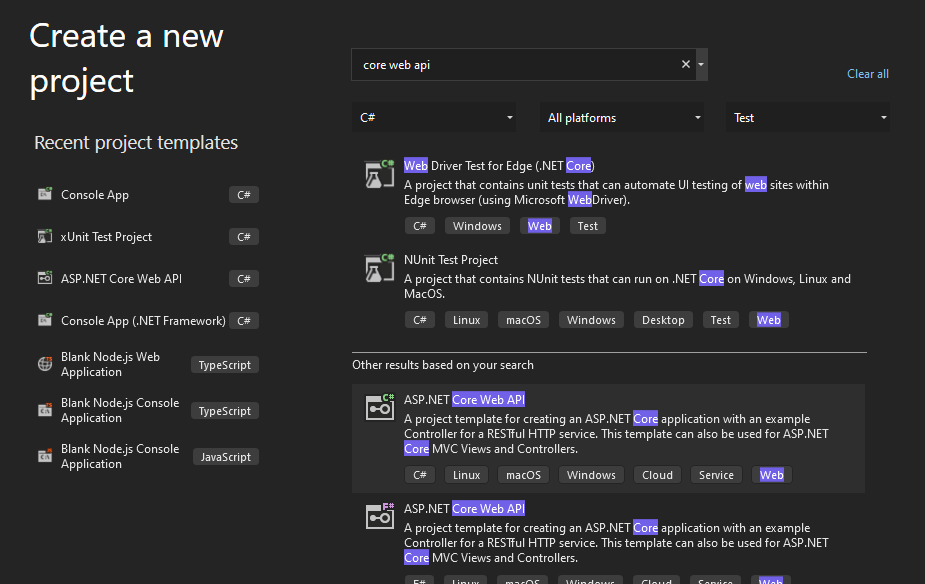 Create a new
project
core web api
Clear all
C#
All platforms
Test
Recent project templates
Console App
C#
xUnit Test Project
C#
ASP.NET Core Web API
C#
Console App (.NET Framework)
C#
Blank Node.js Web
Application
TypeScript
Blank Node.js Console
Application
TypeScript
Blank Node.js Console
Application
JavaScript
Web Driver Test for Edge (.NET Core)
A project that contains unit tests that can automate UI testing of web sites within
Edge browser (using Microsoft WebDriver).
C# Windows Web Test
NUnit Test Project
A project that contains NUnit tests that can run on .NET Core on Windows, Linux and
MacOS.
C# Linux macOS Windows Desktop Test Web
Other results based on your search
ASP.NET Core Web API
A project template for creating an ASP.NET Core application with an example
Controller for a RESTful HTTP service. This template can also be used for ASP.NET
Core MVC Views and Controllers.
C# Linux macOS Windows Cloud Service Web
ASP.NET Core Web API
A project template for creating an ASP.NET Core application with an example
Controller for a RESTful HTTP service. This template can also be used for ASP.NET
Core MVC Views and Controllers.
F# Linux macOS Windows Cloud Service Web